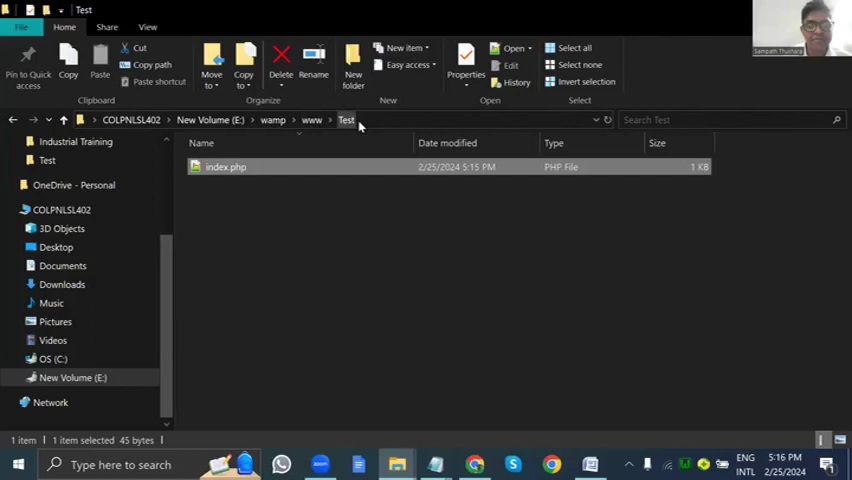 Test
File Home Share View
Pin to Quick access
Copy
Paste
Cut
Copy path
Paste shortcut
Clipboard
Move to
Copy to
Delete
Rename
Organize
New folder
New item
Easy access
New
Properties
Open
Edit
History
Open
Select all
Select none
Invert selection
Select
Sampath Thushara
COLPNLSL402 New Volume (E:) wamp www Test
Search Test
Industrial Training
Test
OneDrive - Personal
COLPNLSL402
3D Objects
Desktop
Documents
Downloads
Music
Pictures
Videos
OS (C:)
New Volume (E:)
Network
Name Date modified Type Size
index.php 2/25/2024 5:15 PM PHP File 1 KB
1 item 1 item selected 45 bytes
Type here to search
ENG
INTL
5:16 PM
2/25/2024
1